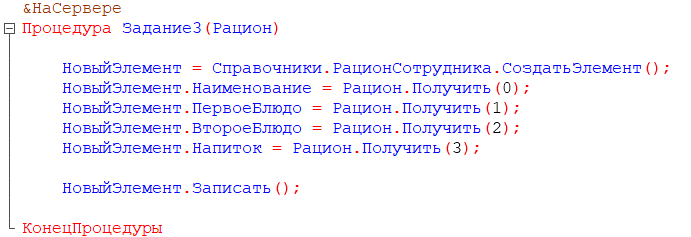 &НаСервере
Процедура Задание3(Рацион)
НовыйЭлемент = Справочники.РационСотрудника.СоздатьЭлемент();
НовыйЭлемент.Наименование = Рацион.Получить(0);
НовыйЭлемент.ПервоеБлюдо = Рацион.Получить(1);
НовыйЭлемент.ВтороеБлюдо = Рацион.Получить(2);
НовыйЭлемент.Напиток = Рацион.Получить(3);
НовыйЭлемент.Записать();
КонецПроцедуры